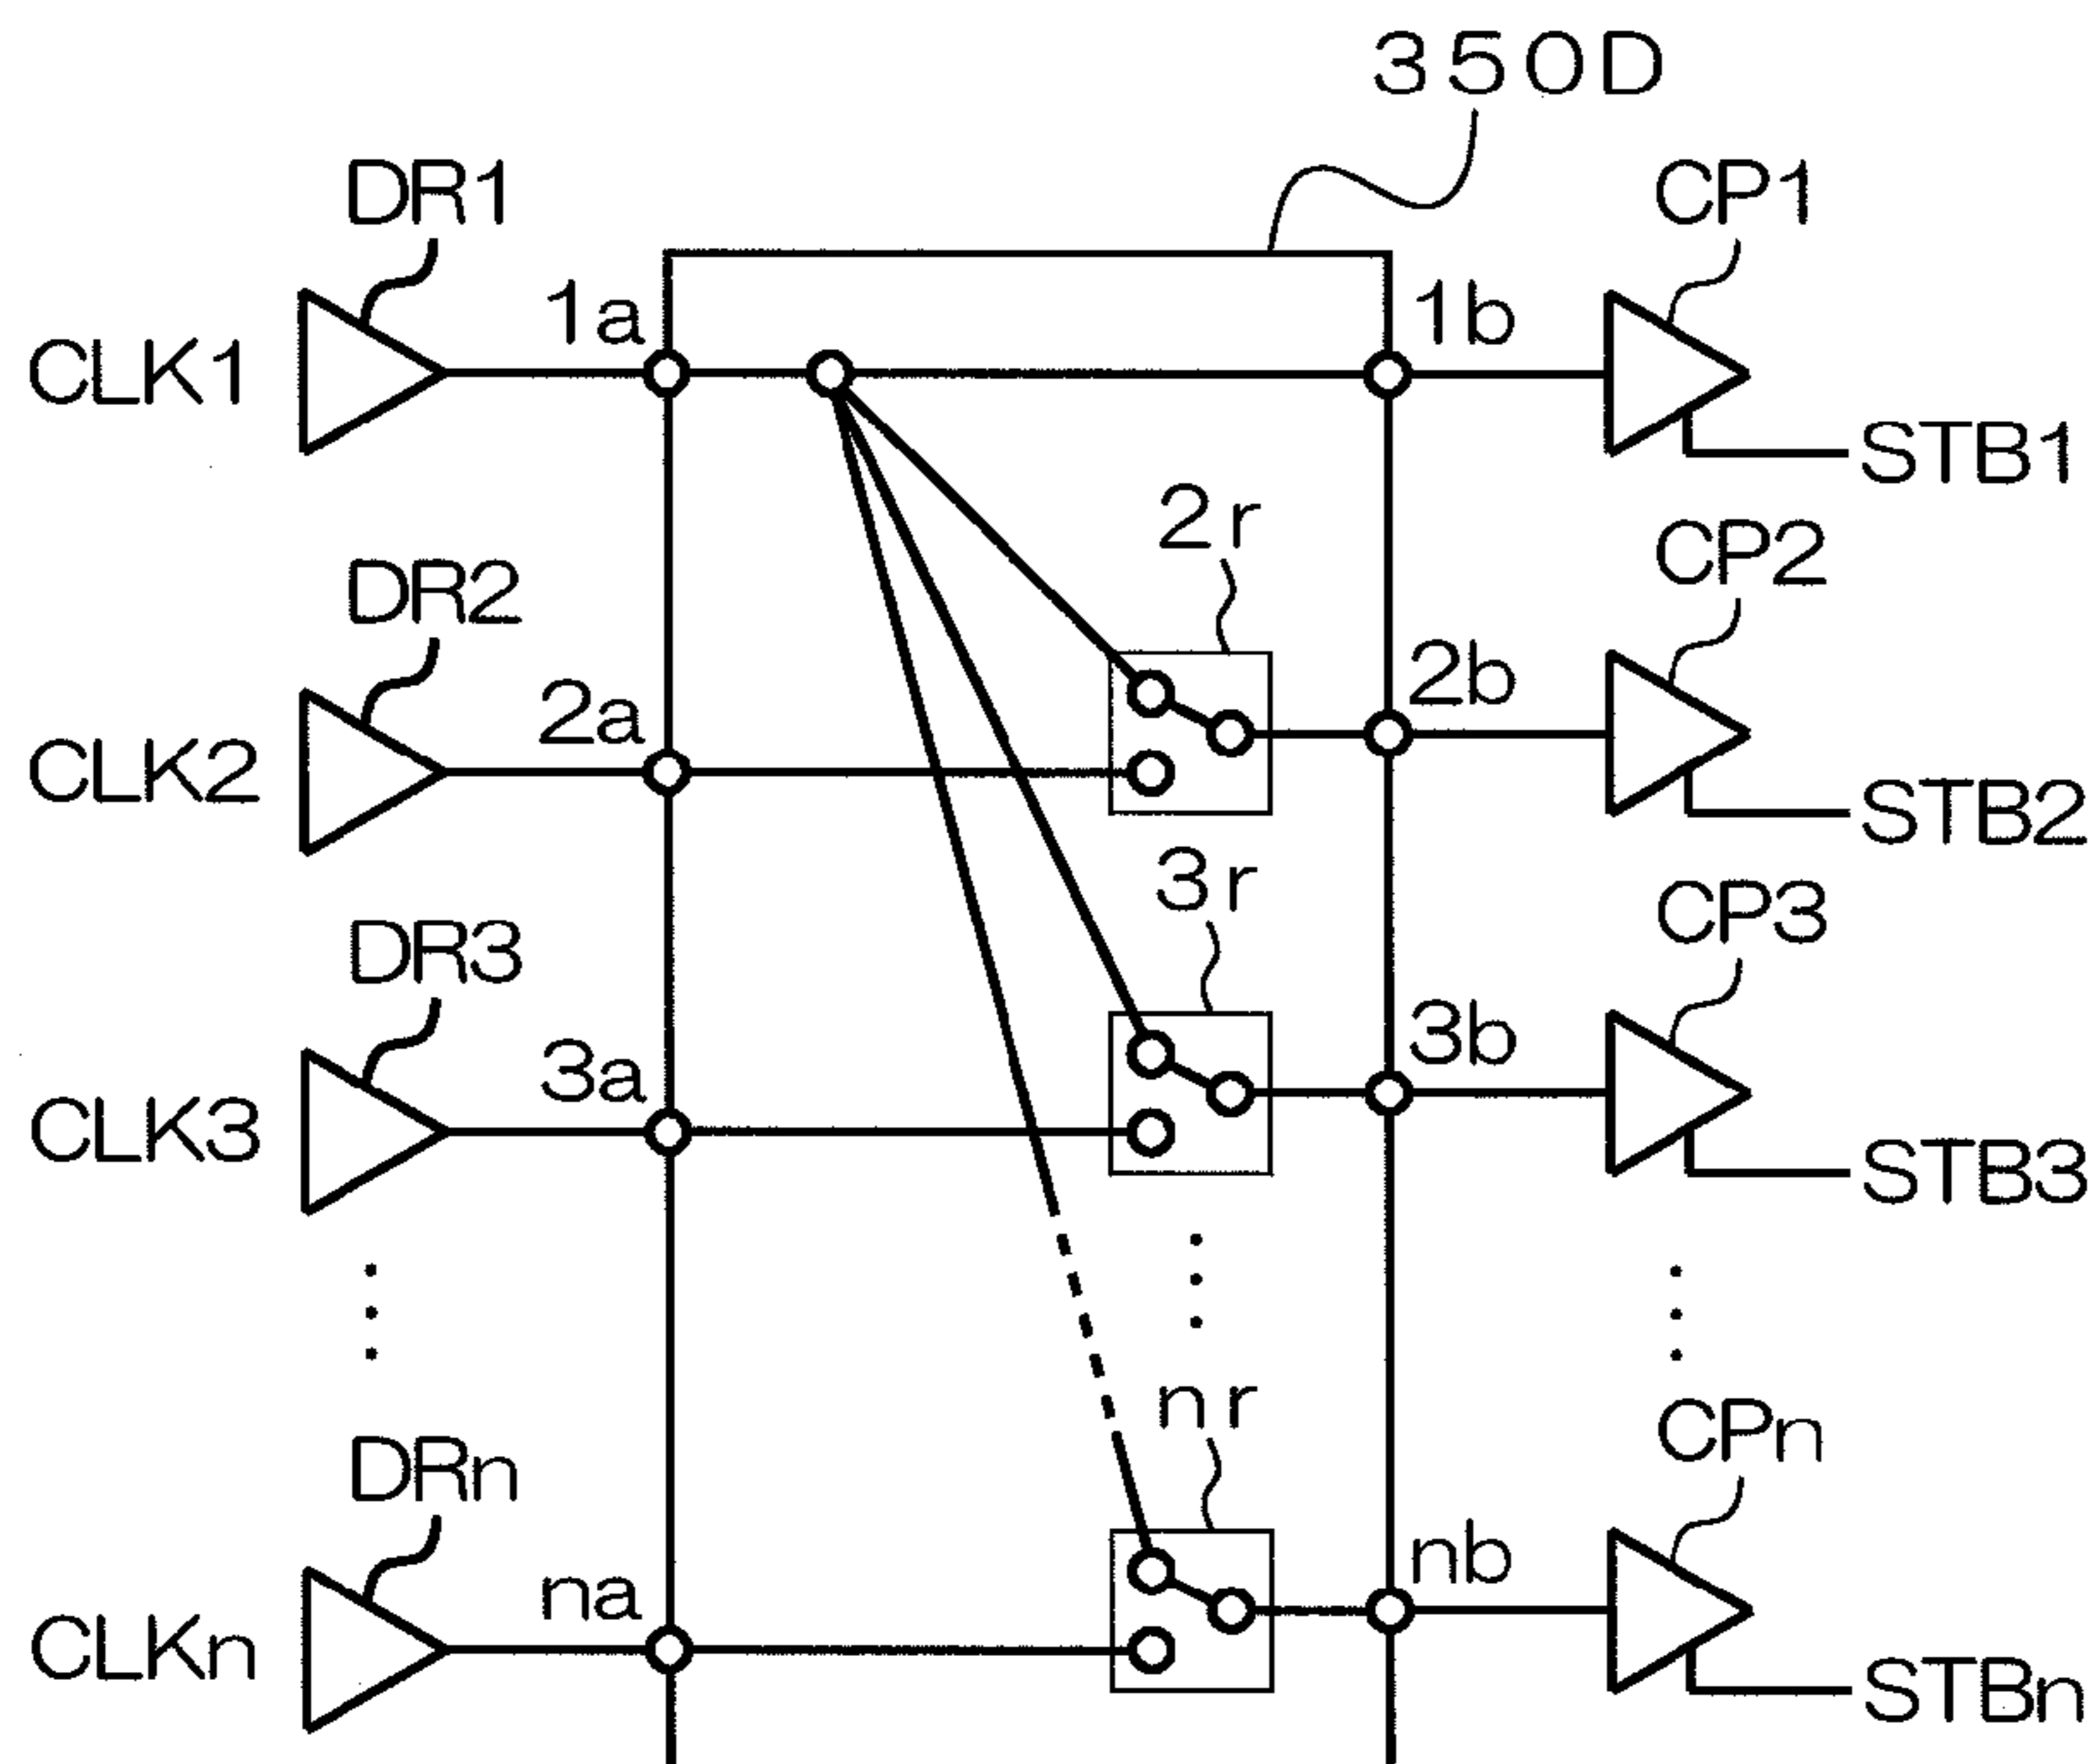 350D
DR1
CP1
1a
1b
CLK1
STB1
2r
DR2
CP2
2a
2b
CLK2
STB2
3r
DR3
CP3
3a
3b
CLK3
STB3
nr
DRn
CPn
na
nb
CLKn
STBn